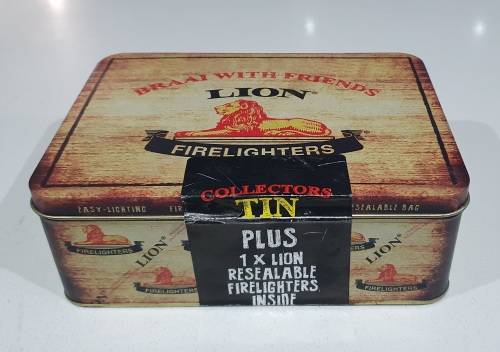 BRAAI WITH FRIENDS
LION®
FIRELIGHTERS
COLLECTORS
TIN
PLUS
1 X LION
RESEALABLE
FIRELIGHTERS
INSIDE
EASY-LIGHTING
RESEALABLE BAG
FIRELIGHTERS
LION
FIRELIGHTERS
LION
FIRELIGHTERS